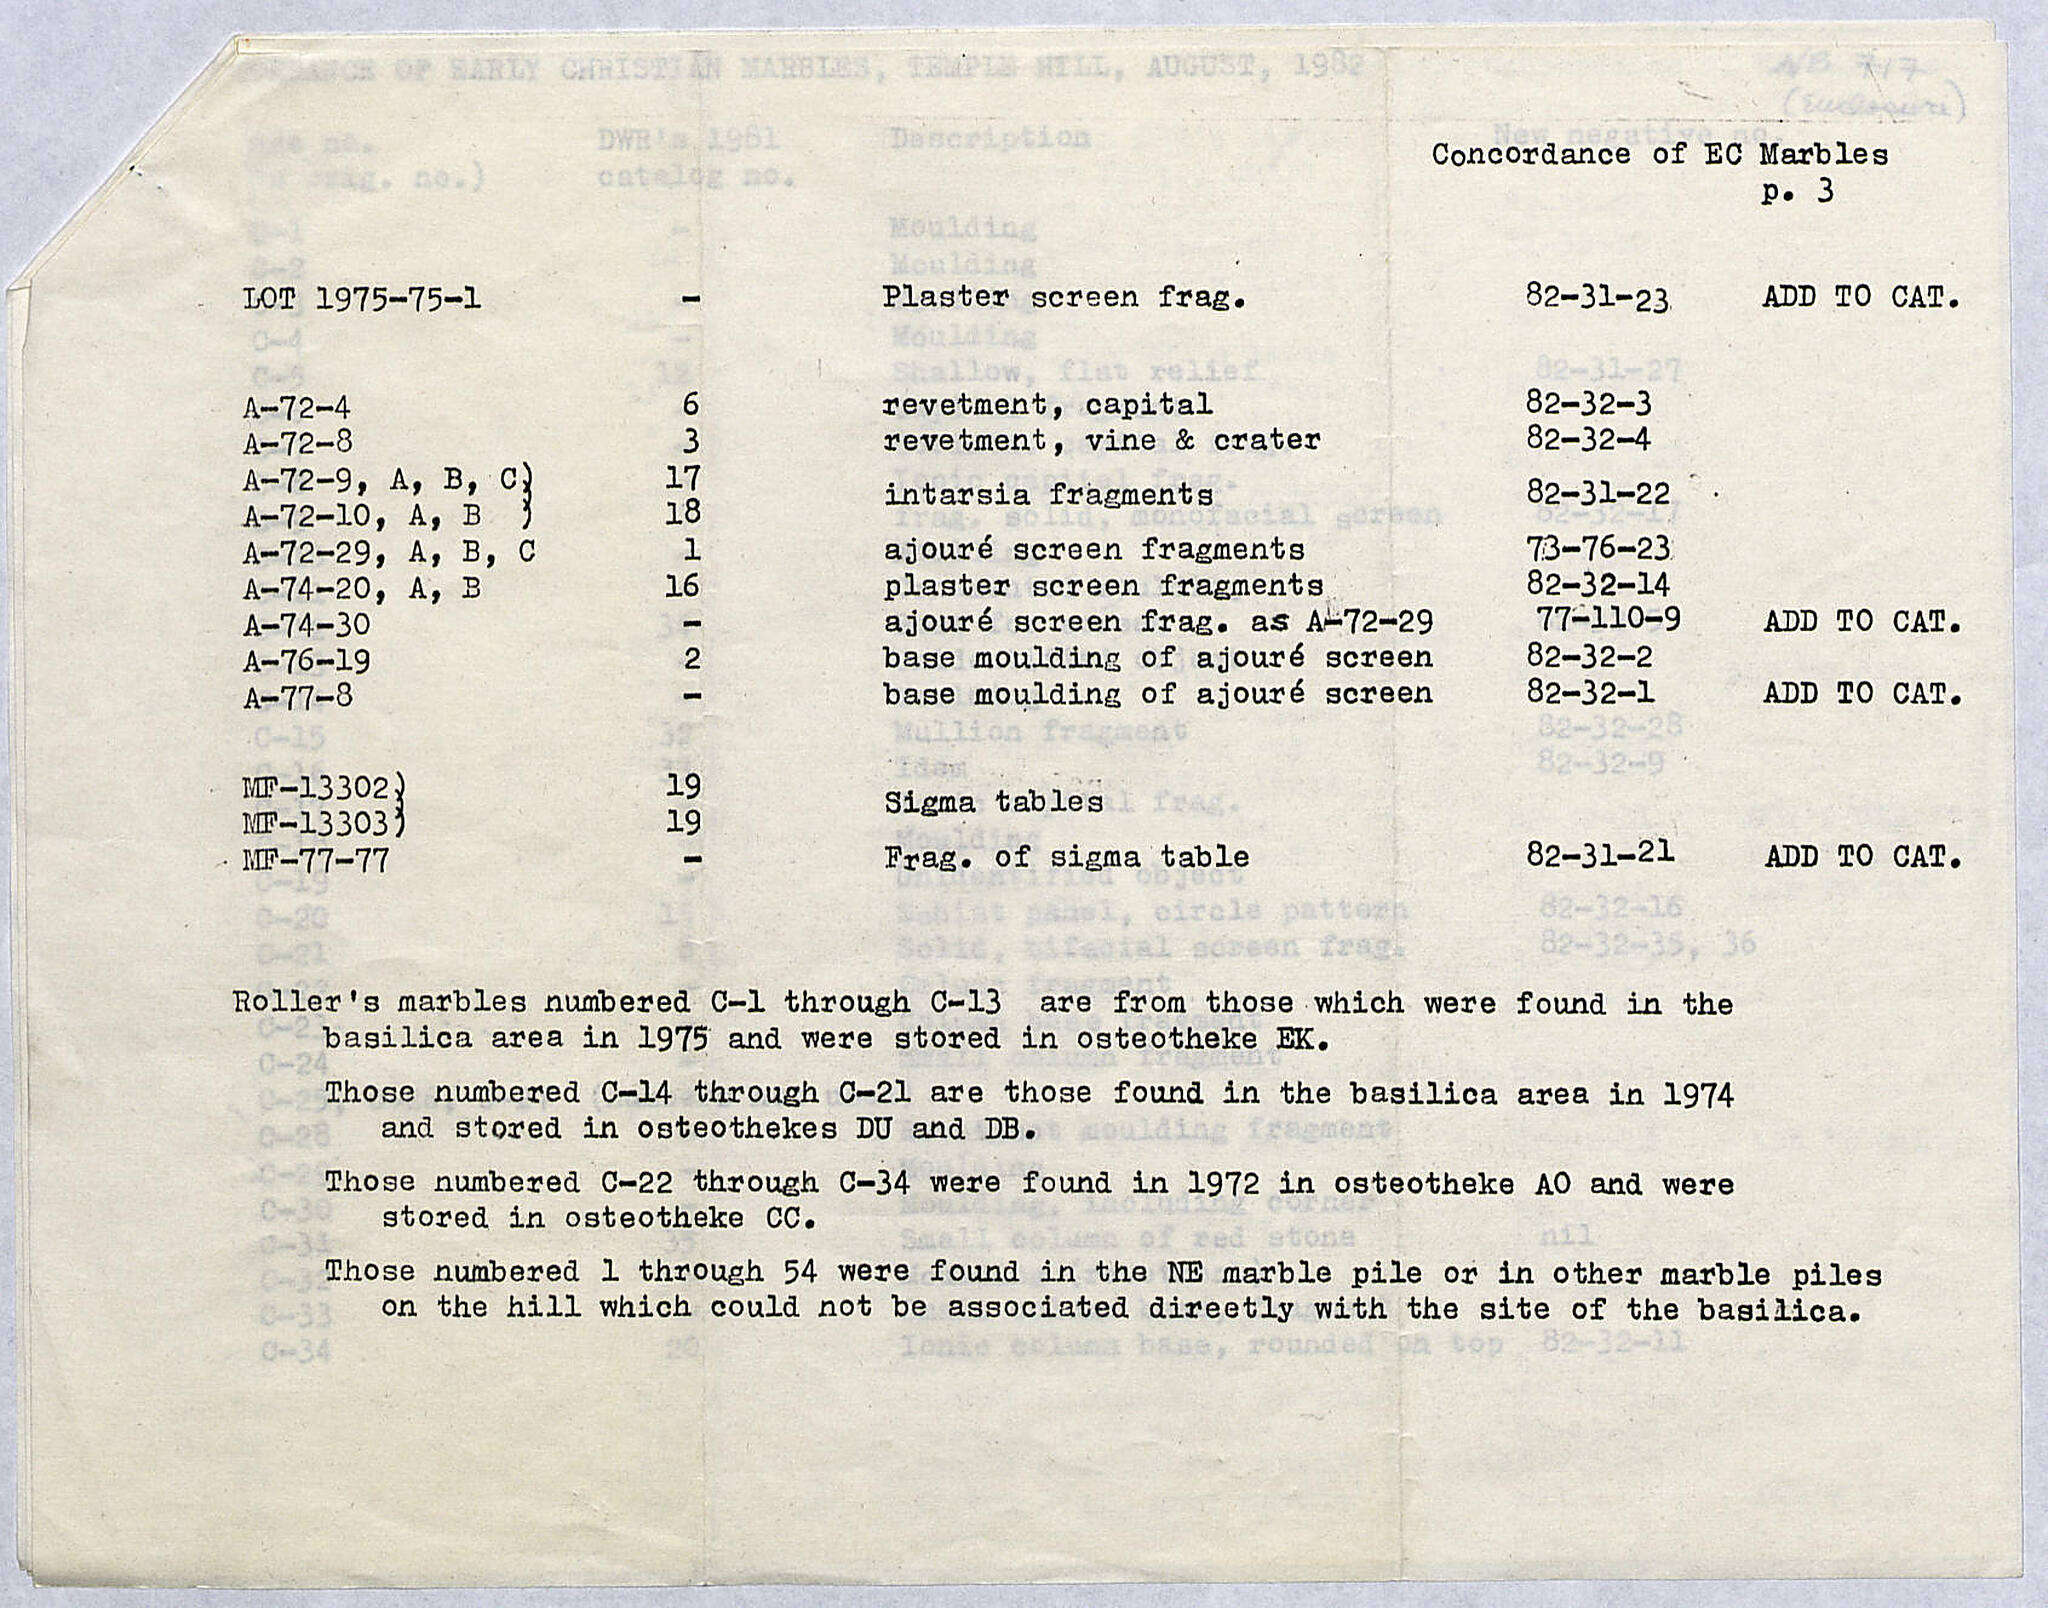 Concordance of EC Marbles
p. 3
LOT 1975-75-1 - Plaster screen frag. 82-31-23 ADD TO CAT.
A-72-4 6 revetment, capital 82-32-3
A-72-8 3 revetment, vine & crater 82-32-4
A-72-9, A, B, C) 17
intarsia fragments 82-31-22
A-72-10, A, B ) 18
A-72-29, A, B, C 1 ajouré screen fragments 73-76-23
A-74-20, A, B 16 plaster screen fragments 82-32-14
A-74-30 - ajouré screen frag. as A-72-29 77-110-9 ADD TO CAT.
A-76-19 2 base moulding of ajouré screen 82-32-2
A-77-8 - base moulding of ajouré screen 82-32-1 ADD TO CAT.
MF-13302) 19
Sigma tables
MF-13303) 19
MF-77-77 - Frag. of sigma table 82-31-21 ADD TO CAT.
Roller's marbles numbered C-1 through C-13 are from those which were found in the
basilica area in 1975 and were stored in osteotheke EK.
Those numbered C-14 through C-21 are those found in the basilica area in 1974
and stored in osteothekes DU and DB.
Those numbered C-22 through C-34 were found in 1972 in osteotheke AO and were
stored in osteotheke CC.
Those numbered 1 through 54 were found in the NE marble pile or in other marble piles
on the hill which could not be associated direetly with the site of the basilica.